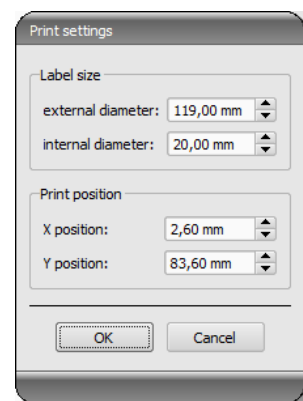 Print settings
Label size
external diameter: 119,00 mm
internal diameter: 20,00 mm
Print position
X position: 2,60 mm
Y position: 83,60 mm
OK Cancel